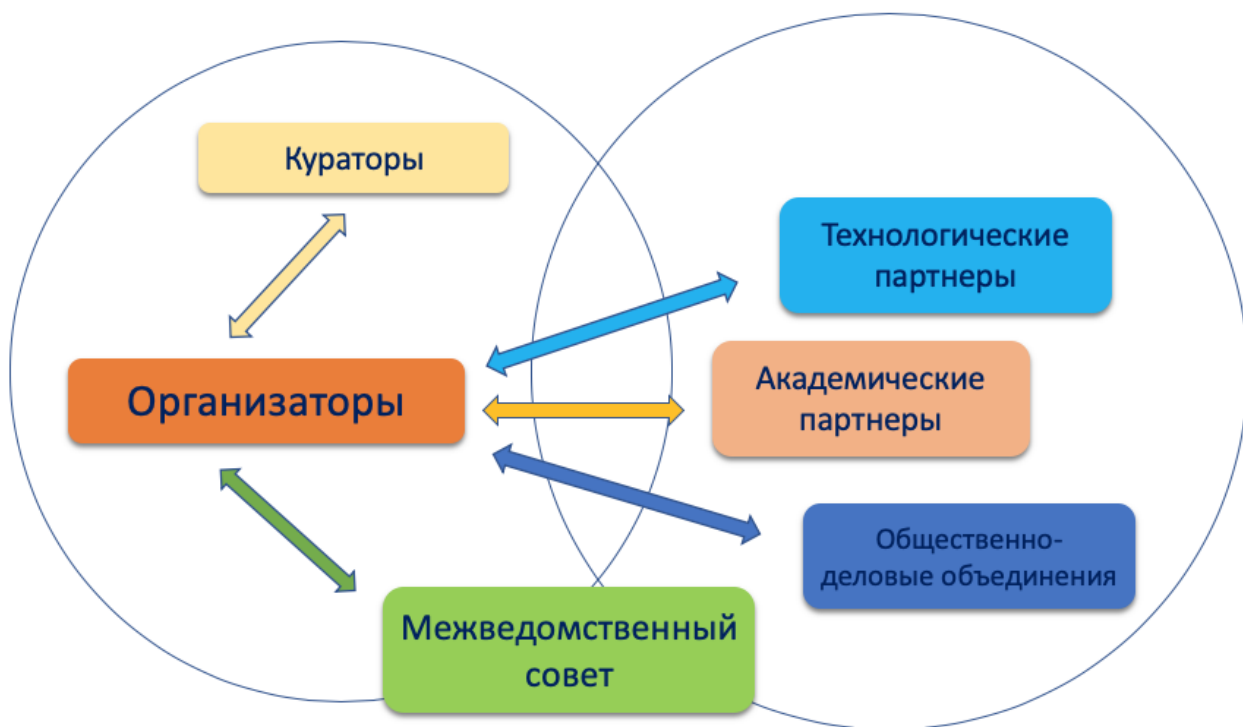 Кураторы
Технологические
партнеры
Организаторы
Академические
партнеры
Общественно-
деловые объединения
Межведомственный
совет